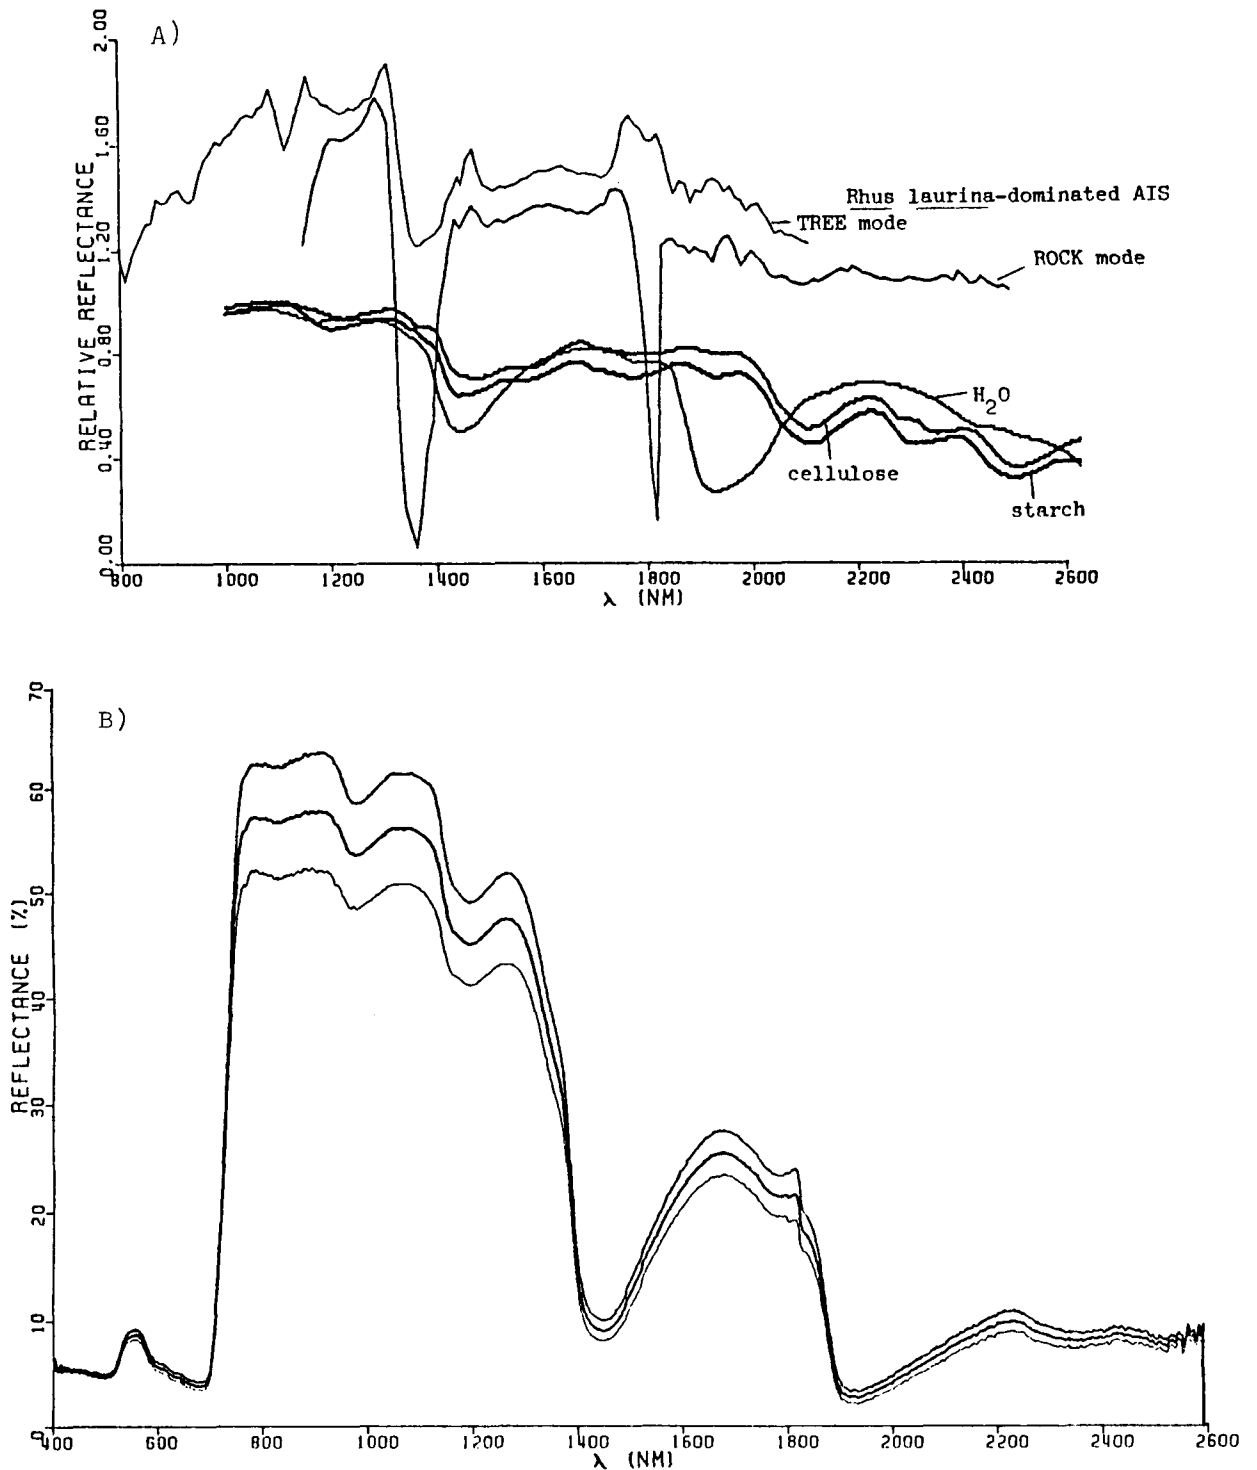 A)
2.00
1.60
1.20
0.80
0.40
0.00
RELATIVE REFLECTANCE
Rhus laurina-dominated AIS
TREE mode
ROCK mode
H2O
cellulose
starch
800 1000 1200 1400 1600 1800 2000 2200 2400 2600
λ (NM)
B)
70
60
50
40
30
20
10
0
REFLECTANCE (%)
400 600 800 1000 1200 1400 1600 1800 2000 2200 2400 2600
λ (NM)